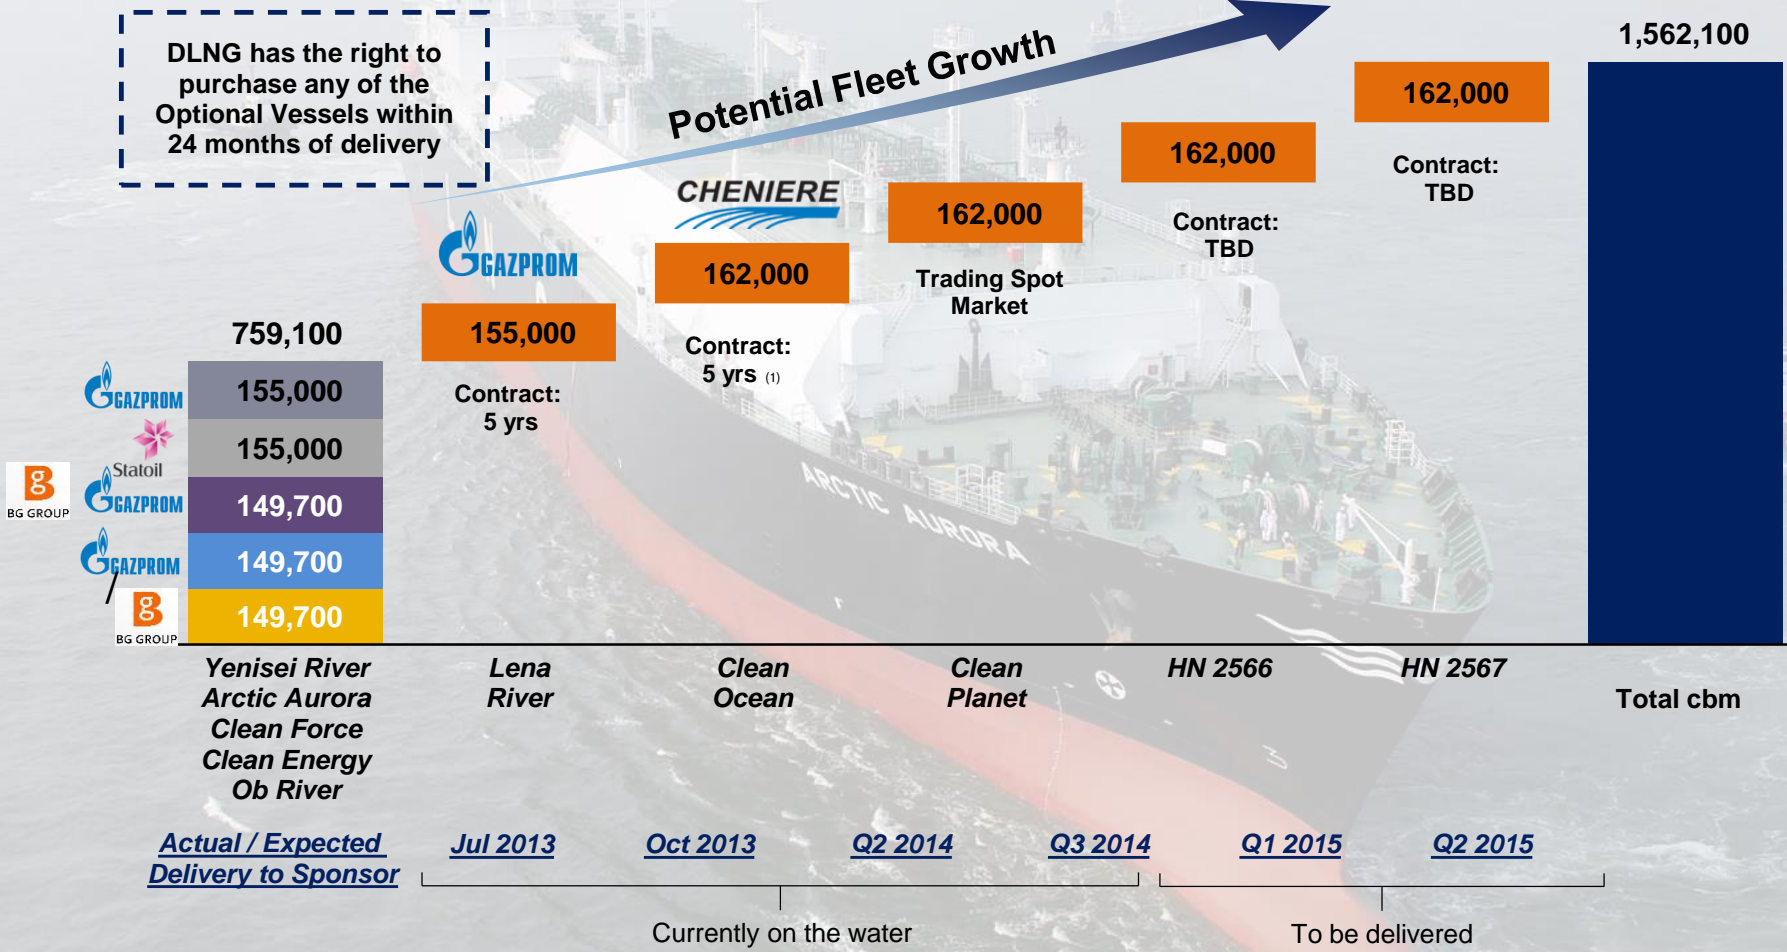 DLNG has the right to
purchase any of the
Optional Vessels within
24 months of delivery
Potential Fleet Growth
1,562,100
162,000
Contract:
TBD
162,000
Contract:
TBD
CHENIERE
162,000
Trading Spot
Market
GAZPROM
162,000
Contract:
5 yrs (1)
155,000
Contract:
5 yrs
759,100
GAZPROM
155,000
Statoil
155,000
BG GROUP
GAZPROM
149,700
GAZPROM
/
149,700
BG GROUP
149,700
ARCTIC AURORA
Yenisei River
Arctic Aurora
Clean Force
Clean Energy
Ob River
Lena
River
Clean
Ocean
Clean
Planet
HN 2566
HN 2567
Total cbm
Actual / Expected
Delivery to Sponsor
Jul 2013
Oct 2013
Q2 2014
Q3 2014
Q1 2015
Q2 2015
Currently on the water
To be delivered